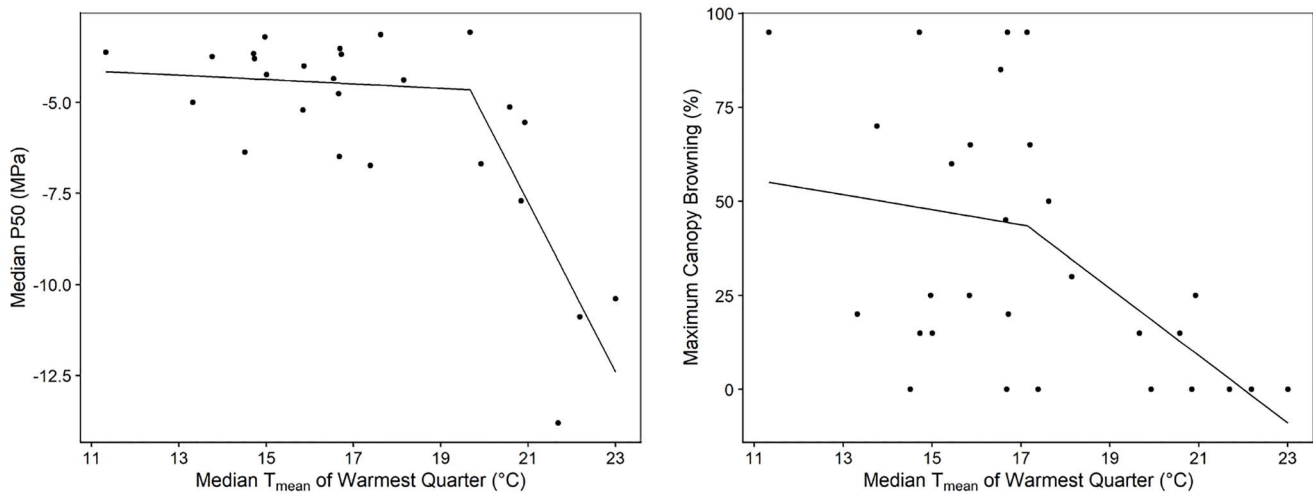 Median P50 (MPa)
-5.0
-7.5
-10.0
-12.5
11 13 15 17 19 21 23
Median Tmean of Warmest Quarter (°C)
Maximum Canopy Browning (%)
100
75
50
25
0
11 13 15 17 19 21 23
Median Tmean of Warmest Quarter (°C)